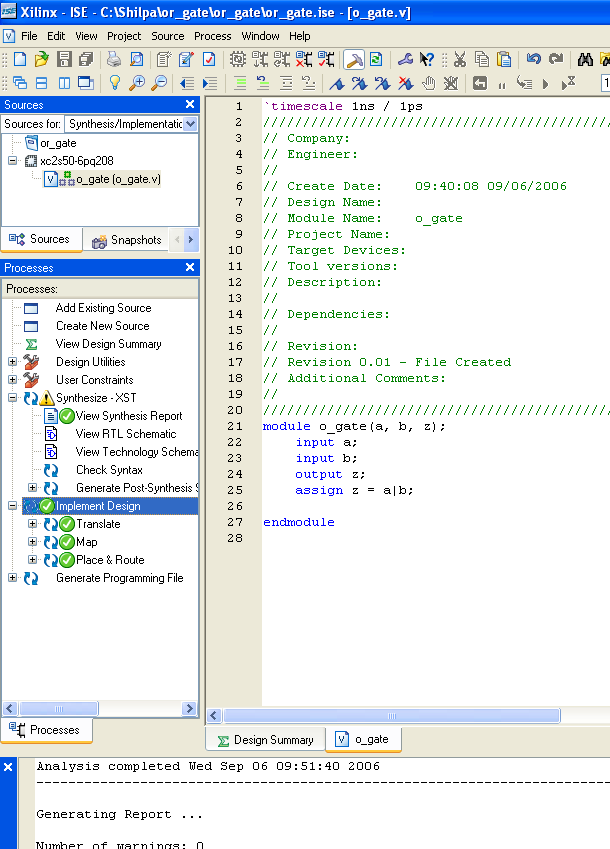 Xilinx - ISE - C:\Shilpa\or_gate\or_gate\or_gate.ise - [o_gate.v]
File Edit View Project Source Process Window Help
Sources
Sources for: Synthesis/Implementatic
or_gate
xc2s50-6pq208
o_gate (o_gate.v)
Sources Snapshots
Processes
Processes:
Add Existing Source
Create New Source
View Design Summary
Design Utilities
User Constraints
Synthesize - XST
View Synthesis Report
View RTL Schematic
View Technology Schema
Check Syntax
Generate Post-Synthesis S
Implement Design
Translate
Map
Place & Route
Generate Programming File
Processes
1 `timescale 1ns / 1ps
2 ///////////////////////////////////////////
3 // Company:
4 // Engineer:
5 //
6 // Create Date: 09:40:08 09/06/2006
7 // Design Name:
8 // Module Name: o_gate
9 // Project Name:
10 // Target Devices:
11 // Tool versions:
12 // Description:
13 //
14 // Dependencies:
15 //
16 // Revision:
17 // Revision 0.01 - File Created
18 // Additional Comments:
19 //
20 ///////////////////////////////////////////
21 module o_gate(a, b, z);
22 input a;
23 input b;
24 output z;
25 assign z = a|b;
26
27 endmodule
28
Design Summary o_gate
Analysis completed Wed Sep 06 09:51:40 2006
--------------------------------------------------------------------------------
Generating Report ...
Number of warnings: 0